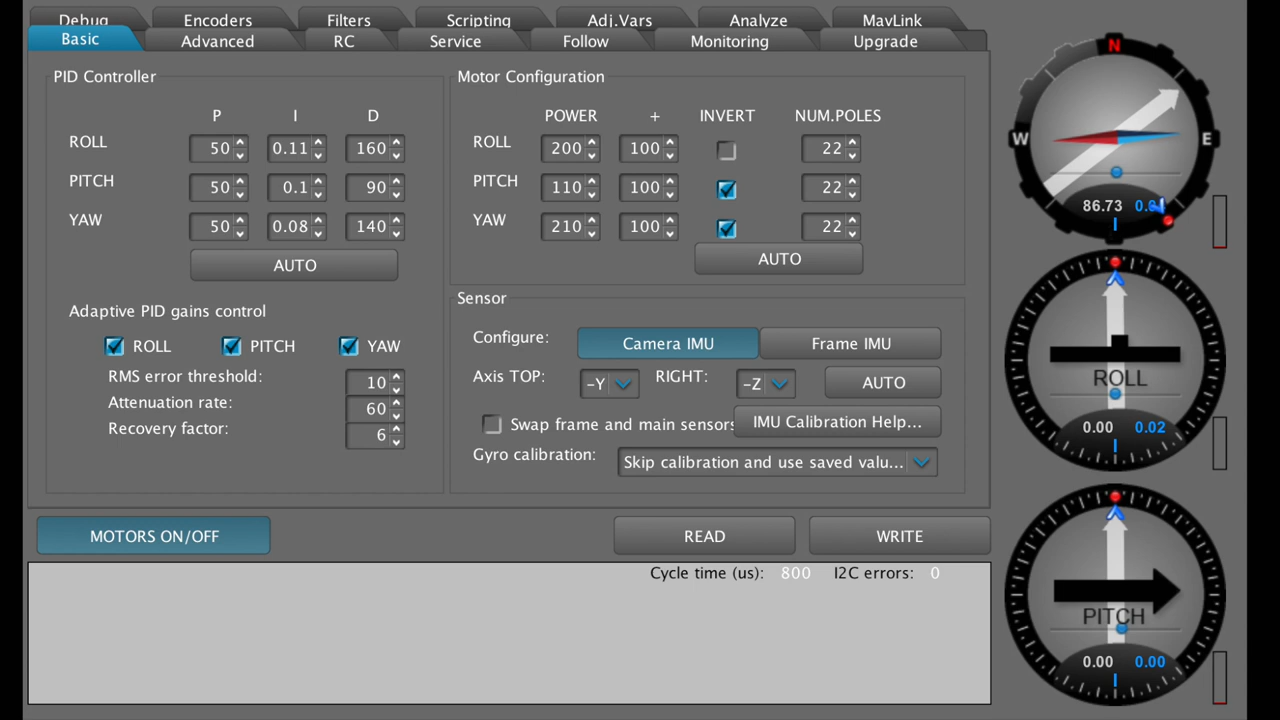 Debug Encoders Filters Scripting Adj.Vars Analyze MavLink
Basic Advanced RC Service Follow Monitoring Upgrade
PID Controller
P I D
ROLL 50 0.11 160
PITCH 50 0.1 90
YAW 50 0.08 140
AUTO
Adaptive PID gains control
ROLL PITCH YAW
RMS error threshold: 10
Attenuation rate: 60
Recovery factor: 6
Motor Configuration
POWER + INVERT NUM.POLES
ROLL 200 100 22
PITCH 110 100 22
YAW 210 100 22
AUTO
Sensor
Configure: Camera IMU Frame IMU
Axis TOP: -Y RIGHT: -Z AUTO
Swap frame and main sensors IMU Calibration Help...
Gyro calibration: Skip calibration and use saved valu...
MOTORS ON/OFF READ WRITE
Cycle time (us): 800 I2C errors: 0
N
W E
86.73
ROLL
0.00 0.02
PITCH
0.00 0.00